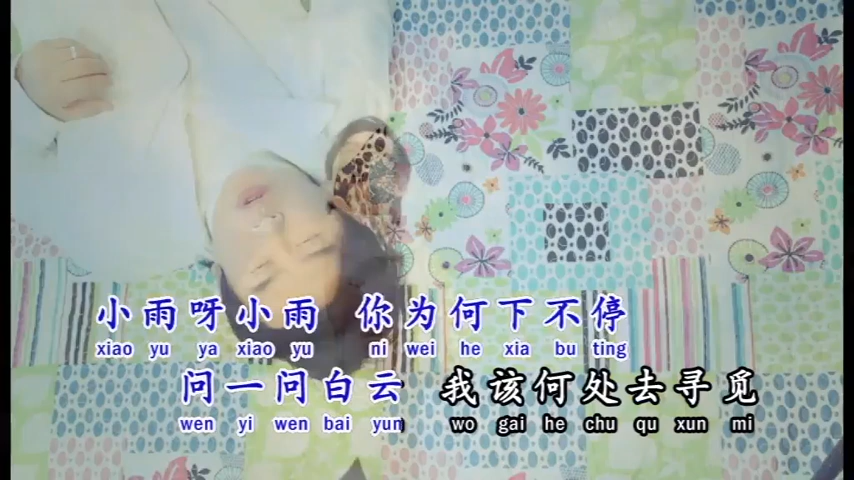 小雨呀小雨 你为何下不停
xiao yu ya xiao yu ni wei he xia bu ting
问一问白云 我该何处去寻觅
wen yi wen bai yun wo gai he chu qu xun mi